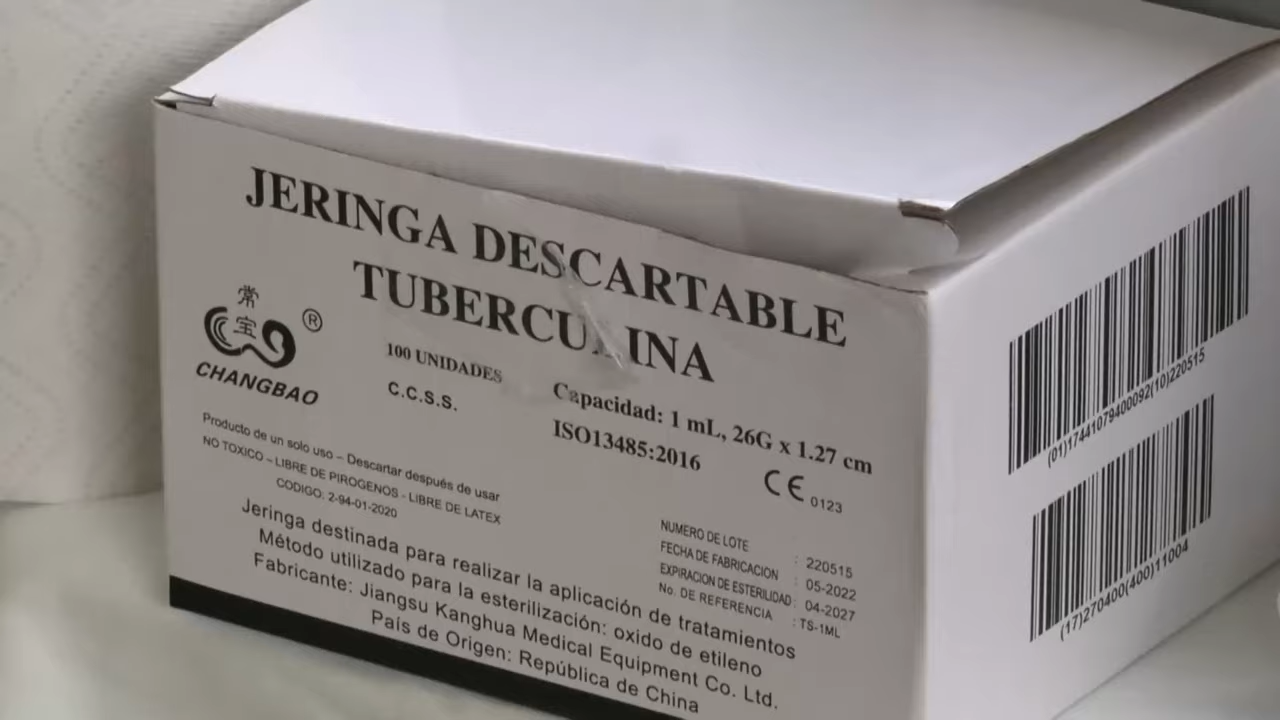 JERINGA DESCARTABLE
TUBERCU INA
常
宝
®
CHANGBAO
100 UNIDADES
C.C.S.S.
Capacidad: 1 mL, 26G x 1.27 cm
ISO13485:2016
CE 0123
Producto de un solo uso – Descartar después de usar
NO TOXICO – LIBRE DE PIROGENOS - LIBRE DE LATEX
CODIGO: 2-94-01-2020
NUMERO DE LOTE : 220515
FECHA DE FABRICACION : 05-2022
EXPIRACION DE ESTERILIDAD : 04-2027
No. DE REFERENCIA : TS-1ML
Jeringa destinada para realizar la aplicación de tratamientos
Método utilizado para la esterilización: oxido de etileno
Fabricante: Jiangsu Kanghua Medical Equipment Co. Ltd.
País de Origen: República de China
(01)17441079400092(10)220515
(17)270400(400)11004